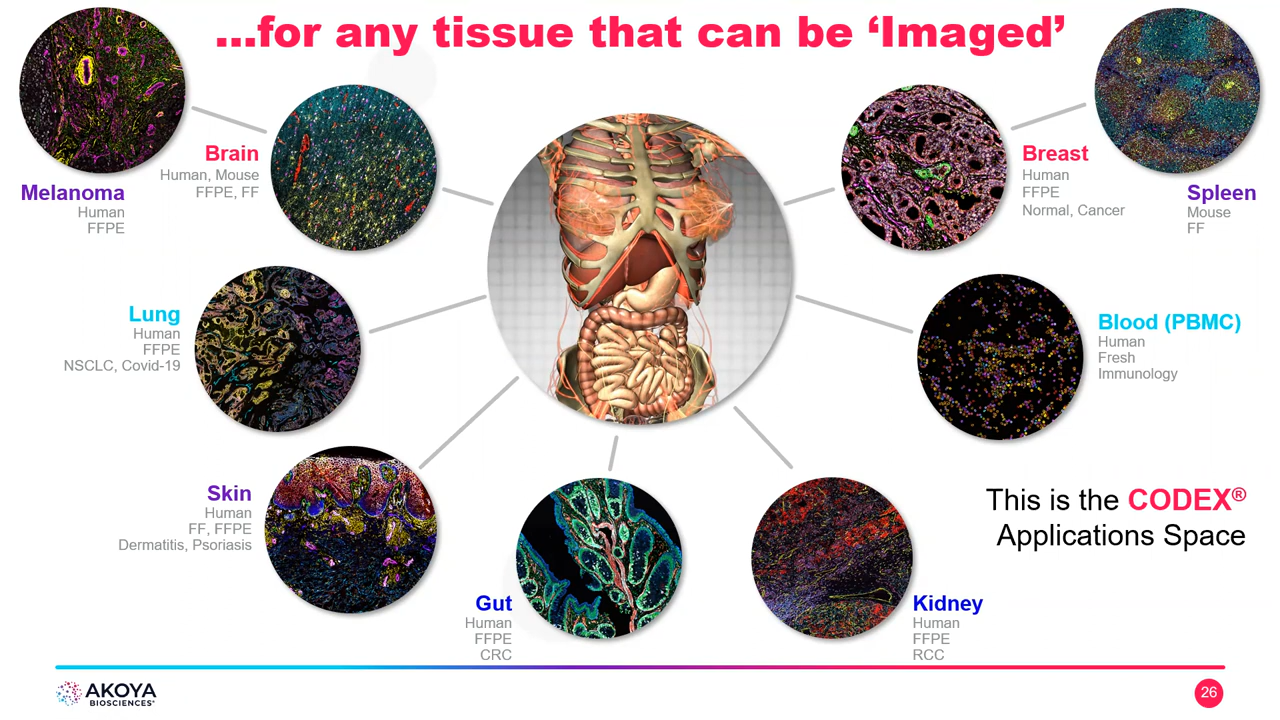 ...for any tissue that can be ‘Imaged’
Melanoma
Human
FFPE
Brain
Human, Mouse
FFPE, FF
Breast
Human
FFPE
Normal, Cancer
Spleen
Mouse
FF
Lung
Human
FFPE
NSCLC, Covid-19
Blood (PBMC)
Human
Fresh
Immunology
Skin
Human
FF, FFPE
Dermatitis, Psoriasis
Gut
Human
FFPE
CRC
Kidney
Human
FFPE
RCC
This is the CODEX®
Applications Space
AKOYA
BIOSCIENCES®
26